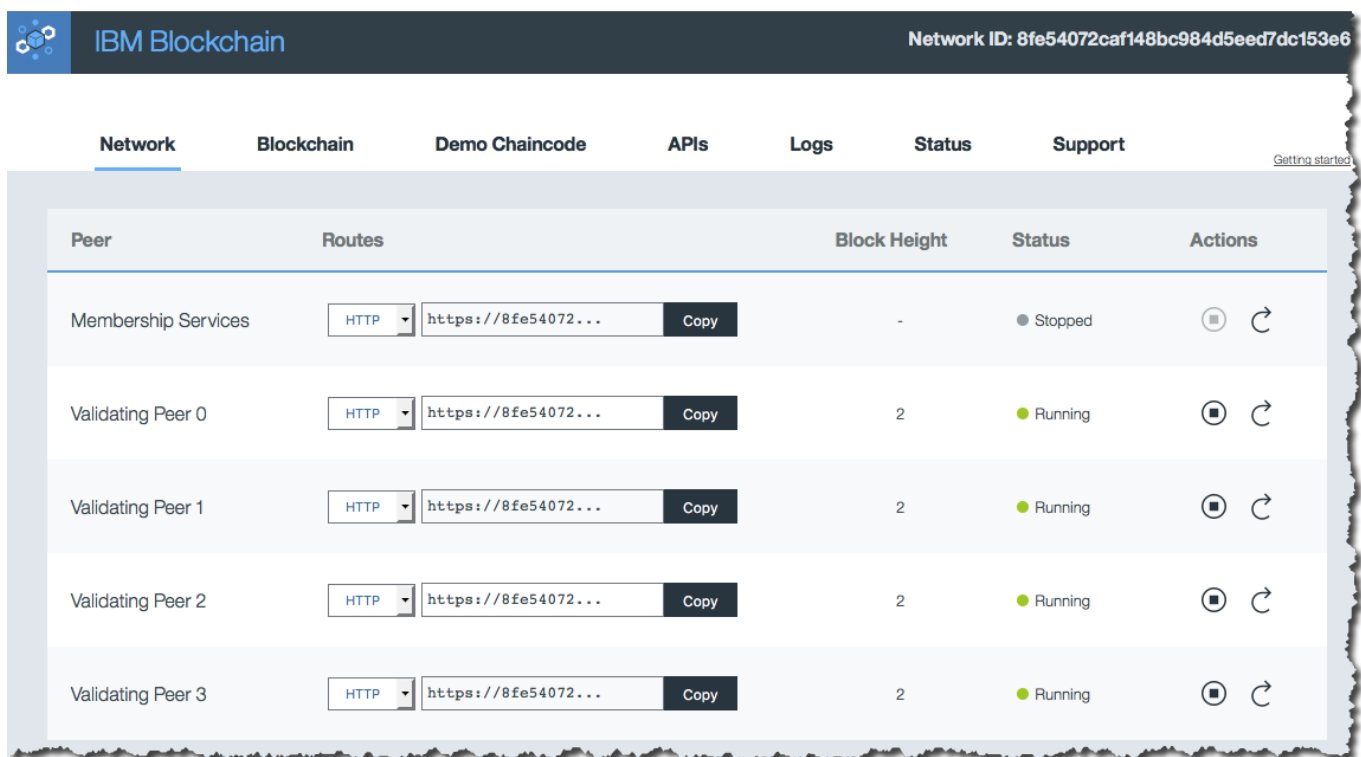 IBM Blockchain Network ID: 8fe54072caf148bc984d5eed7dc153e6
Network Blockchain Demo Chaincode APIs Logs Status Support Getting started
Peer Routes Block Height Status Actions
Membership Services HTTP https://8fe54072... Copy - Stopped
Validating Peer 0 HTTP https://8fe54072... Copy 2 Running
Validating Peer 1 HTTP https://8fe54072... Copy 2 Running
Validating Peer 2 HTTP https://8fe54072... Copy 2 Running
Validating Peer 3 HTTP https://8fe54072... Copy 2 Running